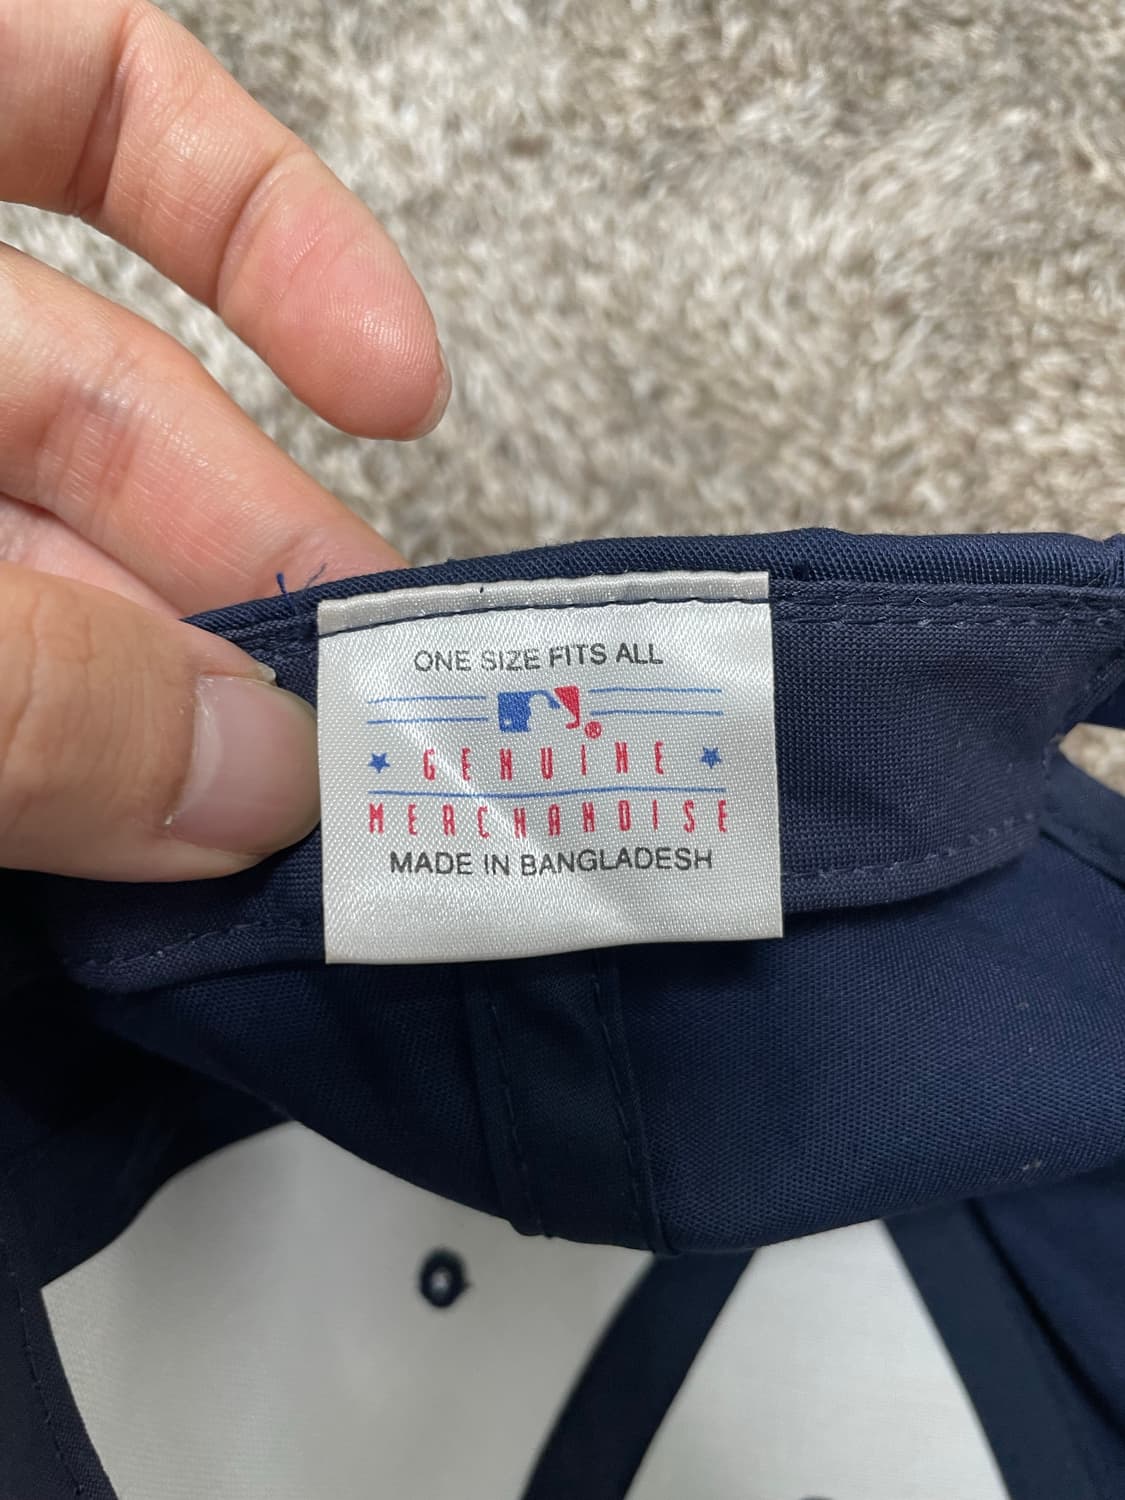 ONE SIZE FITS ALL
®
GENUINE
MERCHANDISE
MADE IN BANGLADESH